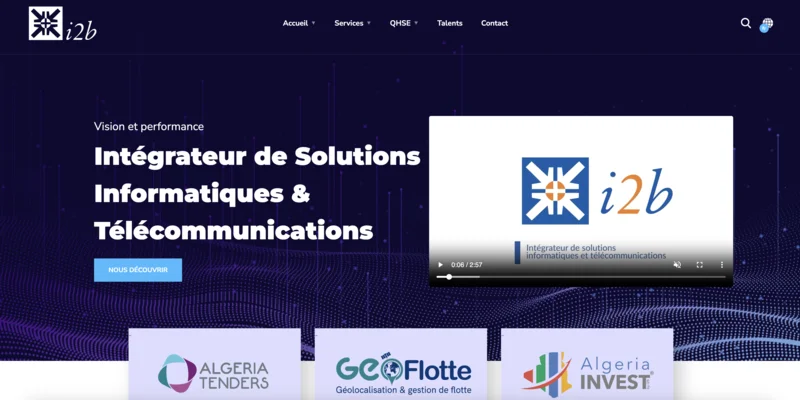 i2b
Accueil
Services
QHSE
Talents
Contact
Vision et performance
Intégrateur de Solutions
Informatiques &
Télécommunications
NOUS DÉCOUVRIR
i2b
Intégrateur de solutions
informatiques et télécommunications
0:06 / 2:57
ALGERIA
TENDERS
GEOFlotte
Géolocalisation & gestion de flotte
Algeria
INVEST